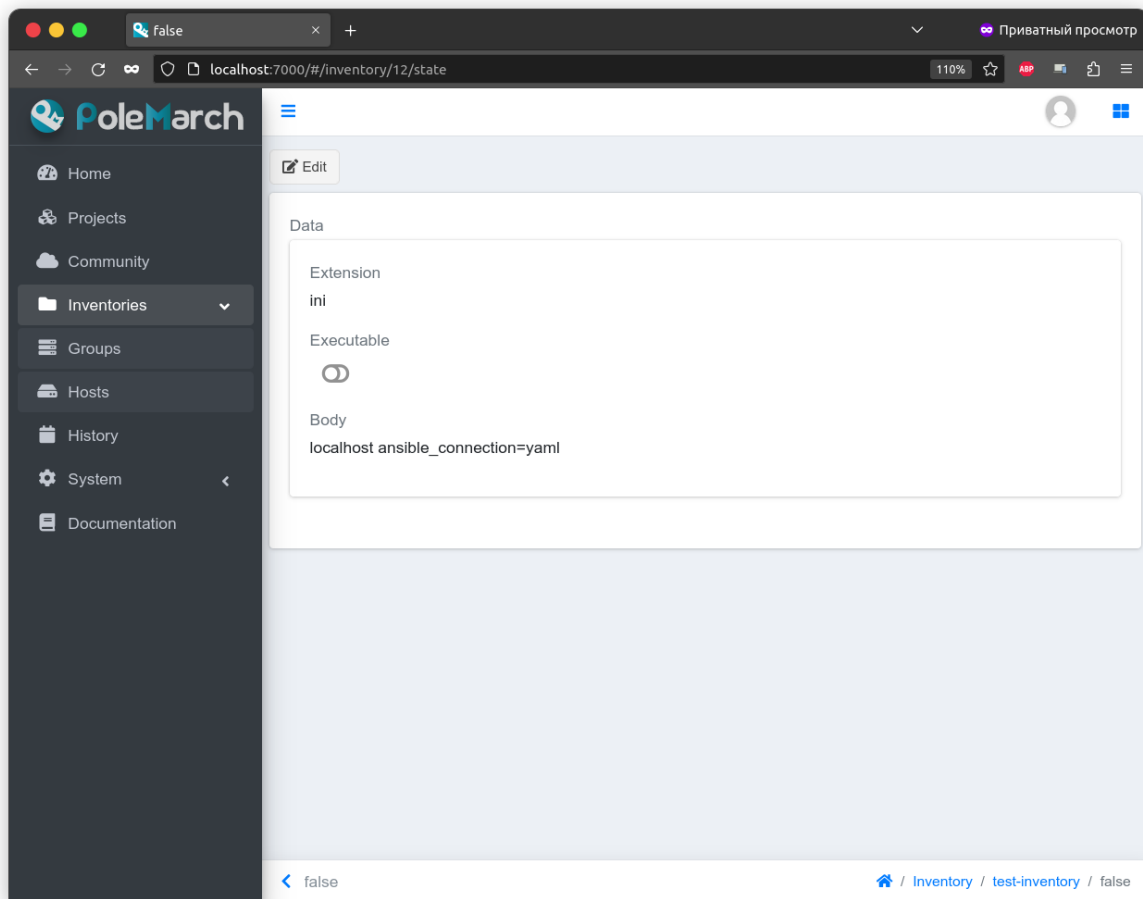 false
Приватный просмотр
localhost:7000/#/inventory/12/state
110%
ABP
PoleMarch
Home
Projects
Community
Inventories
Groups
Hosts
History
System
Documentation
Edit
Data
Extension
ini
Executable
Body
localhost ansible_connection=yaml
false
/ Inventory / test-inventory / false